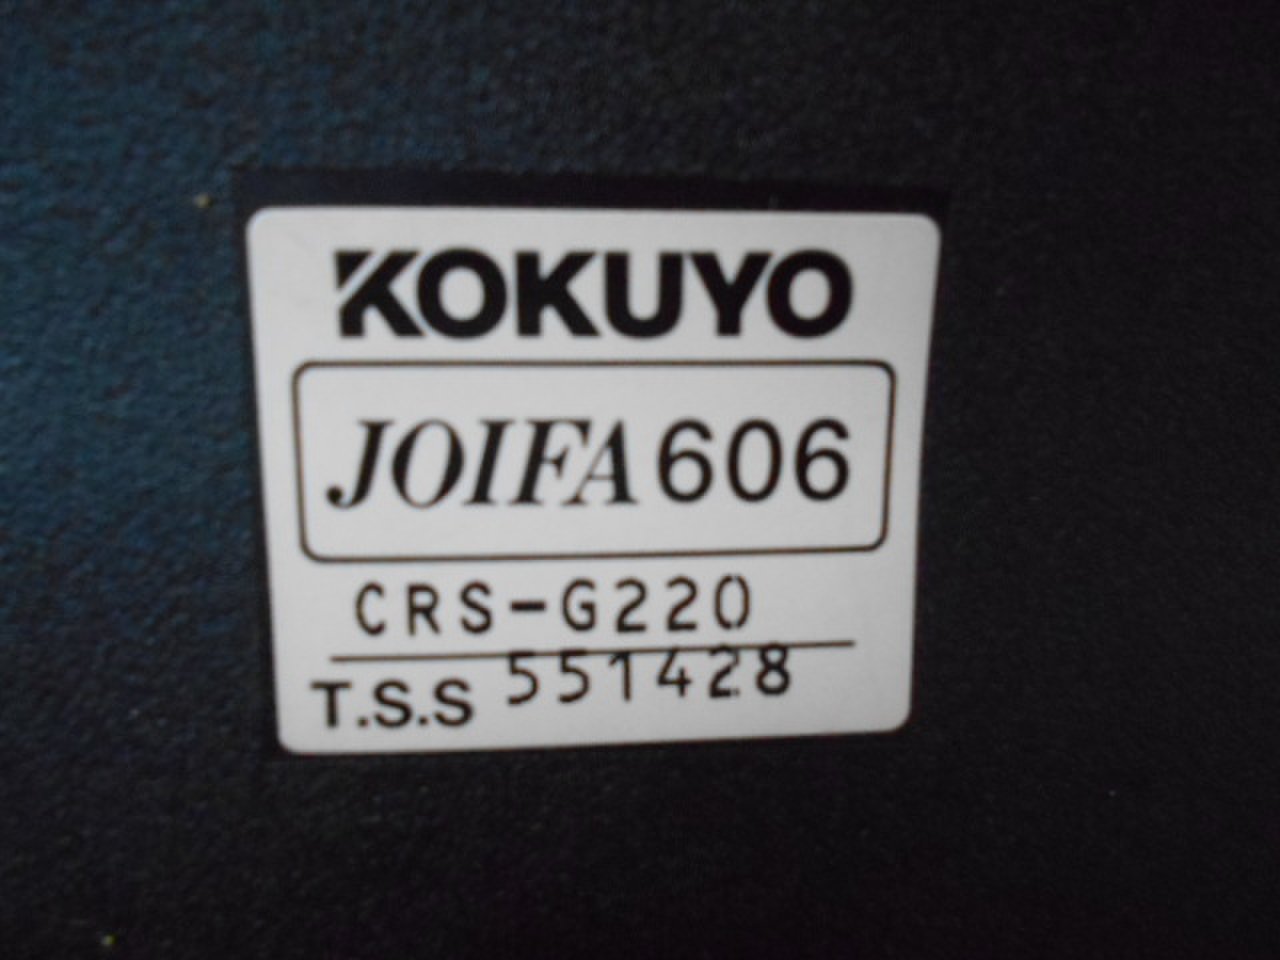 KOKUYO
JOIFA 606
CRS-G220
T.S.S 551428